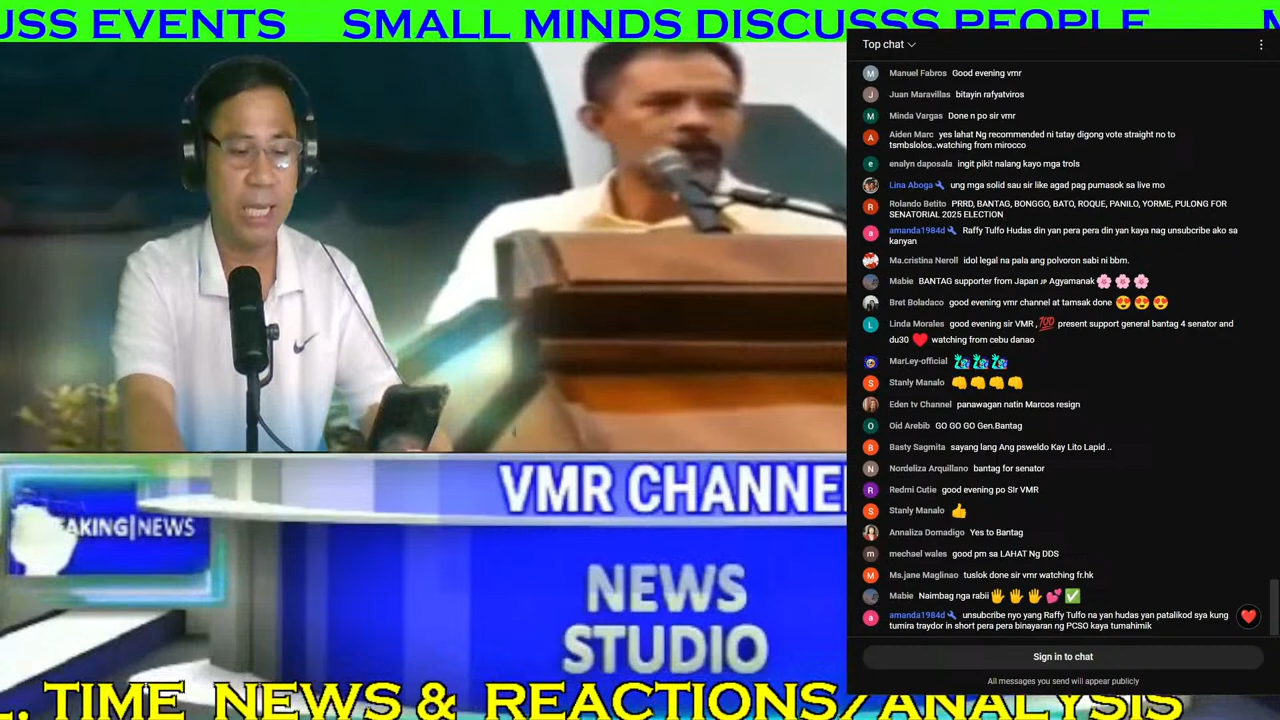 USS EVENTS SMALL MINDS DISCUSSS PEOPLE
Top chat
Manuel Fabros Good evening vmr
Juan Maravillas bitayin rafyatviros
Minda Vargas Done n po sir vmr
Aiden Marc yes lahat Ng recommended ni tatay digong vote straight no to
tsmbslolos..watching from mirocco
enalyn daposala ingit pikit nalang kayo mga trols
Lina Aboga ung mga solid sau sir like agad pag pumasok sa live mo
Rolando Betito PRRD, BANTAG, BONGGO, BATO, ROQUE, PANILO, YORME, PULONG FOR
SENATORIAL 2025 ELECTION
amanda1984d Raffy Tulfo Hudas din yan pera pera din yan kaya nag unsubcribe ako sa
kanyan
Ma.cristina Neroll idol legal na pala ang polvoron sabi ni bbm.
Mabie BANTAG supporter from Japan JP Agyamanak 🌸 🌸 🌸
Bret Boladaco good evening vmr channel at tamsak done 😍 😍 😍
Linda Morales good evening sir VMR , 💯 present support general bantag 4 senator and
du30 ❤️ watching from cebu danao
MarLey-official
Stanly Manalo 👊 👊 👊 👊
Eden tv Channel panawagan natin Marcos resign
Oid Arebib GO GO GO Gen.Bantag
Basty Sagmita sayang lang Ang psweldo Kay Lito Lapid ..
Nordeliza Arquillano bantag for senator
Redmi Cutie good evening po SIr VMR
Stanly Manalo 👍
Annaliza Domadigo Yes to Bantag
mechael wales good pm sa LAHAT Ng DDS
Ms.jane Maglinao tuslok done sir vmr watching fr.hk
Mabie Naimbag nga rabii 🖐 🖐 🖐 💕 ✅
amanda1984d unsubcribe nyo yang Raffy Tulfo na yan hudas yan patalikod sya kung
tumira traydor in short pera pera binayaran ng PCSO kaya tumahimik
Sign in to chat
All messages you send will appear publicly
VMR CHANNEL
AKING|NEWS
NEWS
STUDIO
L. TIME NEWS & REACTIONS/ANALYSIS